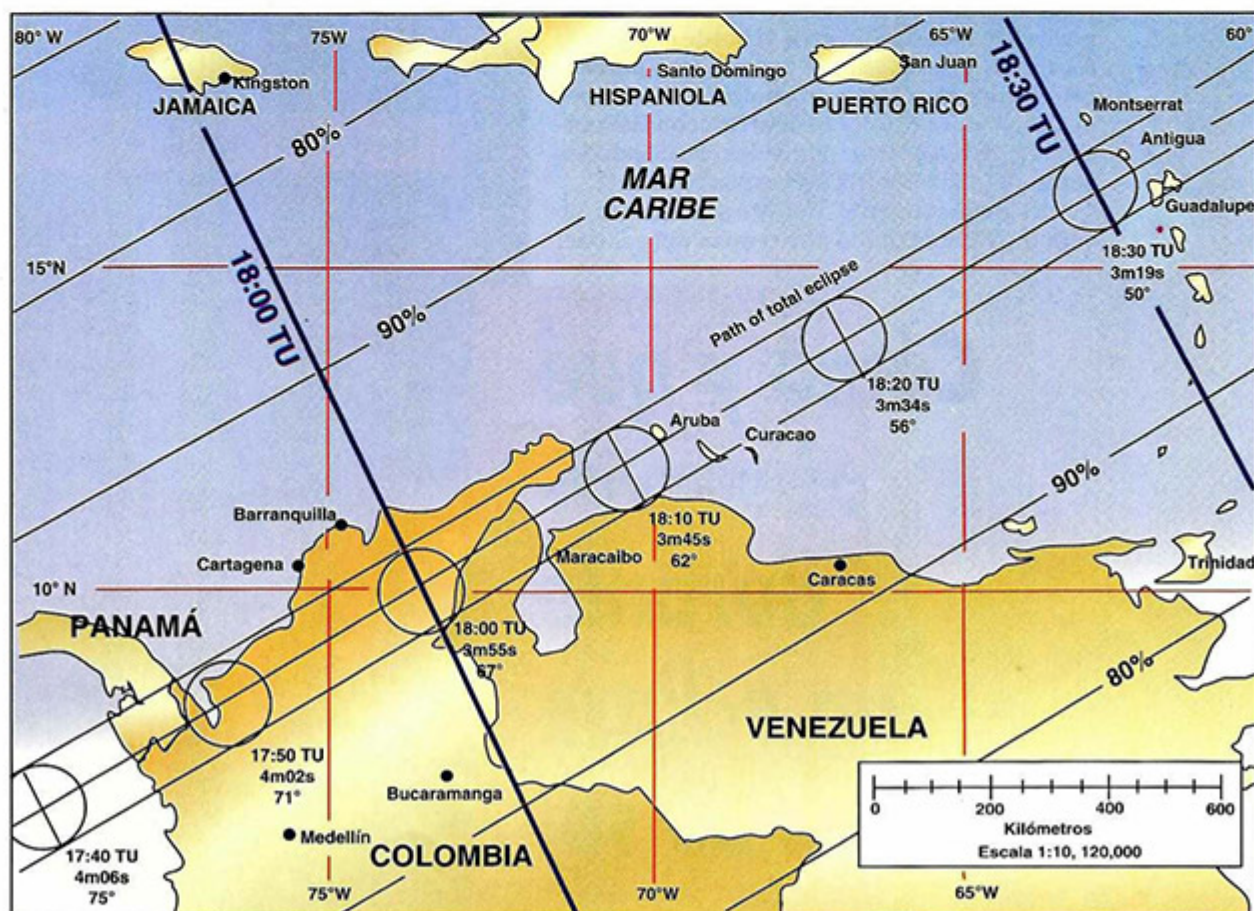 80° W
75°W
70°W
65°W
60°
Kingston
JAMAICA
Santo Domingo
HISPANIOLA
San Juan
PUERTO RICO
18:30 TU
Montserrat
Antigua
80%
MAR
CARIBE
Guadalupe
18:00 TU
15°N
18:30 TU
3m19s
50°
90%
Path of total eclipse
18:20 TU
3m34s
56°
Aruba
Curacao
90%
Barranquilla
18:10 TU
3m45s
62°
Cartagena
Maracaibo
Caracas
Trinidad
10° N
PANAMÁ
18:00 TU
3m55s
67°
80%
VENEZUELA
17:50 TU
4m02s
71°
Bucaramanga
0 200 400 600
Kilómetros
Escala 1:10, 120,000
Medellín
COLOMBIA
17:40 TU
4m06s
75°
75°W
70°W
65°W